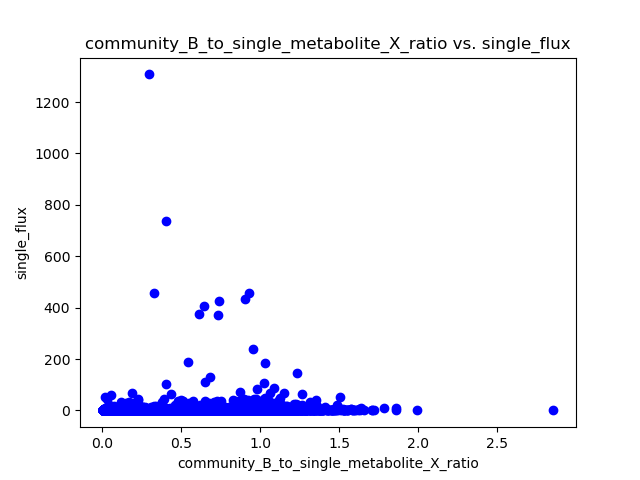 community_B_to_single_metabolite_X_ratio vs. single_flux
1200
1000
800
600
400
200
0
single_flux
0.0 0.5 1.0 1.5 2.0 2.5
community_B_to_single_metabolite_X_ratio